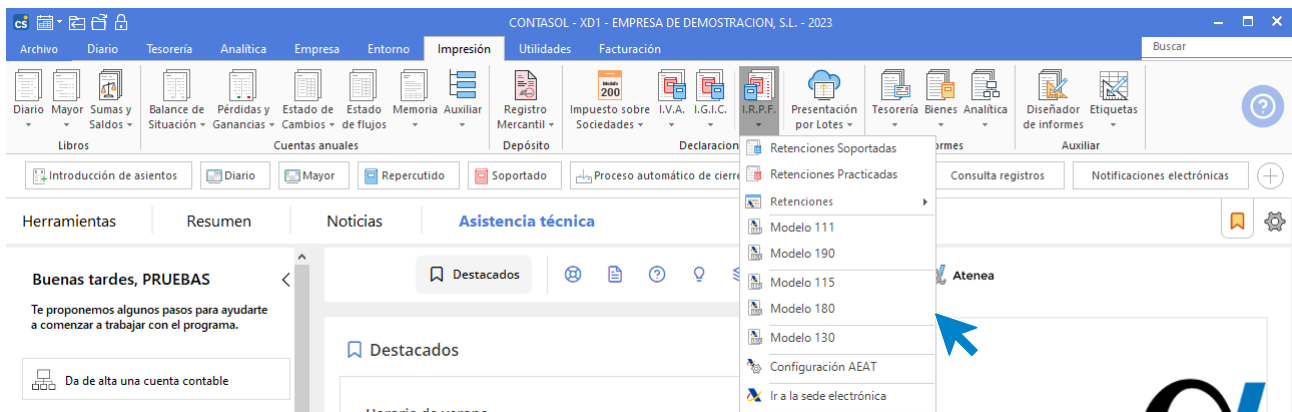 cs
CONTASOL - XD1 - EMPRESA DE DEMOSTRACION, S.L. - 2023
Archivo Diario Tesorería Analítica Empresa Entorno Impresión Utilidades Facturación Buscar
Modelo
200
Diario Mayor Sumas y Balance de Pérdidas y Estado de Estado Memoria Auxiliar Registro Impuesto sobre I.V.A. I.G.I.C. I.R.P.F. Presentación Tesorería Bienes Analítica Diseñador Etiquetas
Saldos Situación Ganancias Cambios de flujos Mercantil Sociedades por Lotes de informes
Libros Cuentas anuales Depósito Declaracion ormes Auxiliar
Introducción de asientos Diario Mayor Repercutido Soportado Proceso automático de cierre Consulta registros Notificaciones electrónicas
Retenciones Soportadas
Retenciones Practicadas
Retenciones
Modelo 111
Modelo 190
Modelo 115
Modelo 180
Modelo 130
Configuración AEAT
Ir a la sede electrónica
Herramientas Resumen Noticias Asistencia técnica
Buenas tardes, PRUEBAS
Te proponemos algunos pasos para ayudarte
a comenzar a trabajar con el programa.
Da de alta una cuenta contable
Destacados Atenea
Destacados